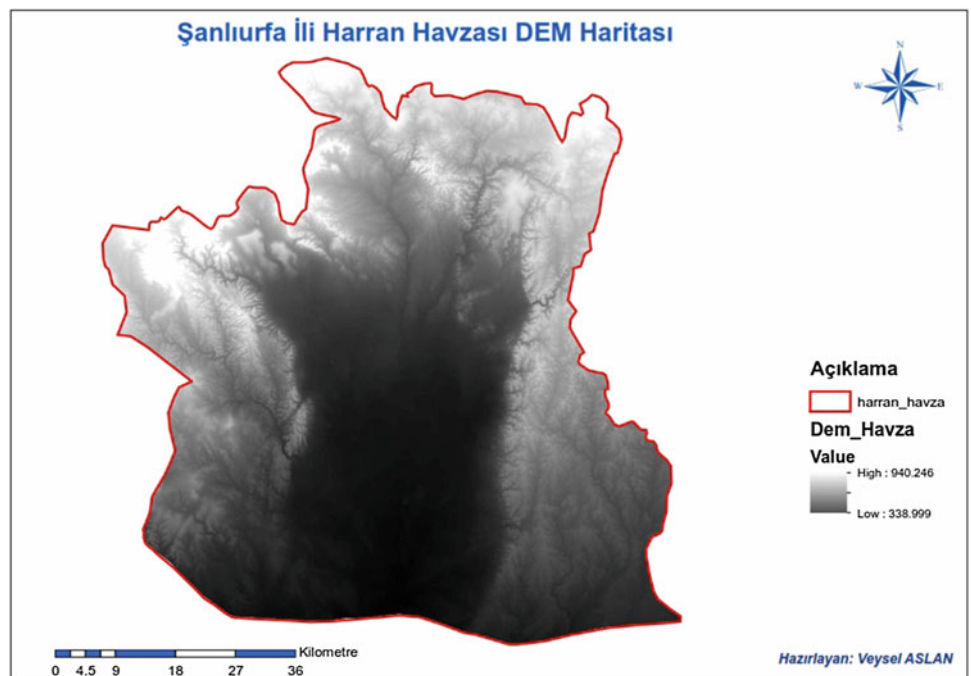 Şanlıurfa İli Harran Havzası DEM Haritası
N
W
E
S
Açıklama
harran_havza
Dem_Havza
Value
High : 940.246
Low : 338.999
Kilometre
0 4.5 9 18 27 36
Hazırlayan: Veysel ASLAN